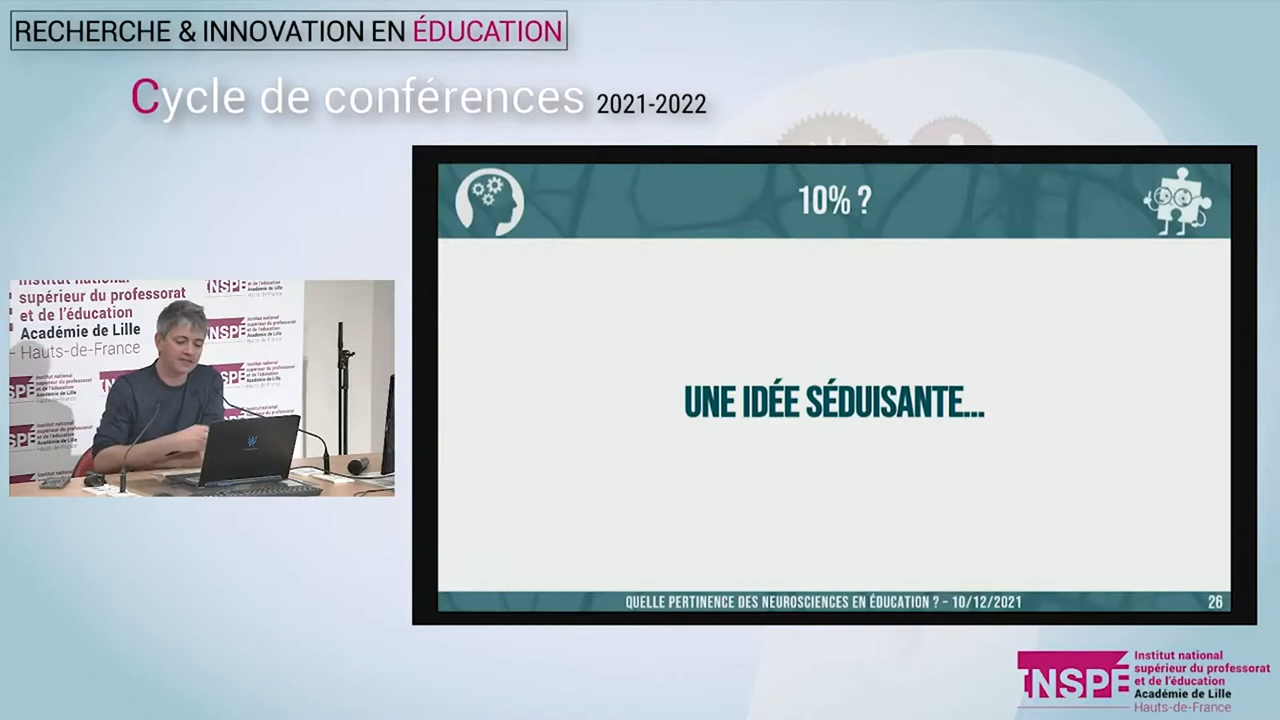 RECHERCHE & INNOVATION EN ÉDUCATION
Cycle de conférences 2021-2022
10% ?
UNE IDÉE SÉDUISANTE...
QUELLE PERTINENCE DES NEUROSCIENCES EN ÉDUCATION ? – 10/12/2021
26
Institut national
supérieur du professorat
et de l'éducation
Académie de Lille
Hauts-de-France
INSPÉ
Institut national
supérieur du professorat
et de l'éducation
Académie de Lille
Hauts-de-France